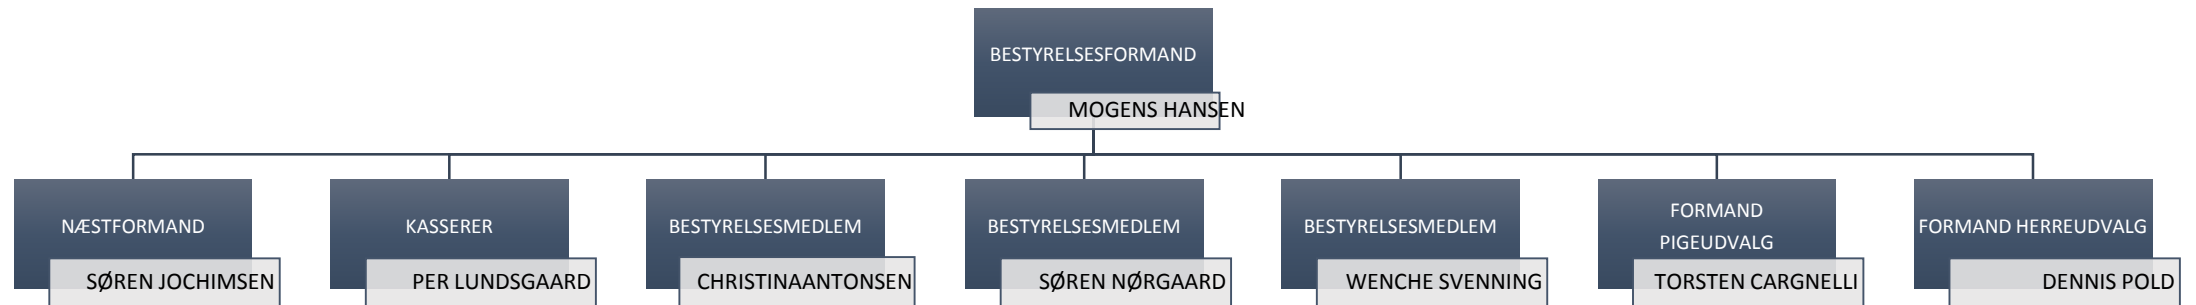 BESTYRELSESFORMAND
MOGENS HANSEN
NÆSTFORMAND
SØREN JOCHIMSEN
KASSERER
PER LUNDSGAARD
BESTYRELSESMEDLEM
CHRISTINAANTONSEN
BESTYRELSESMEDLEM
SØREN NØRGAARD
BESTYRELSESMEDLEM
WENCHE SVENNING
FORMAND
PIGEUDVALG
TORSTEN CARGNELLI
FORMAND HERREUDVALG
DENNIS POLD